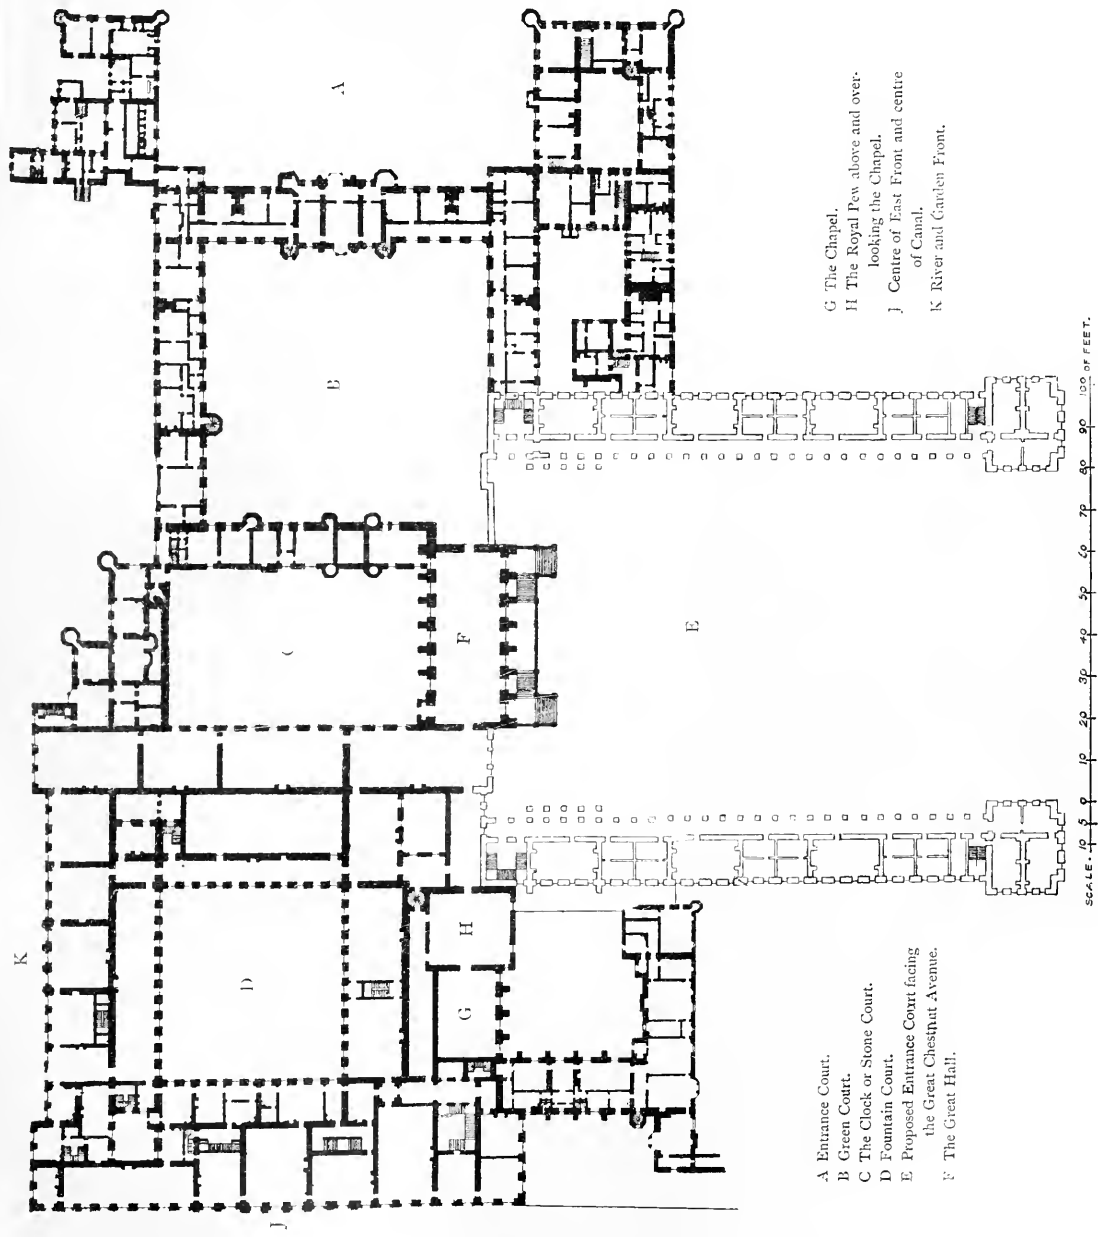 A
B
C
D
E
F
G
H
J
K
A Entrance Court.
B Green Court.
C The Clock or Stone Court.
D Fountain Court.
E Proposed Entrance Court facing
the Great Chestnut Avenue.
F The Great Hall.
G The Chapel.
H The Royal Pew above and over-
looking the Chapel.
J Centre of East Front and centre
of Canal.
K River and Garden Front.
SCALE. 10 5 0 10 20 30 40 50 60 70 80 90 100 OF FEET.